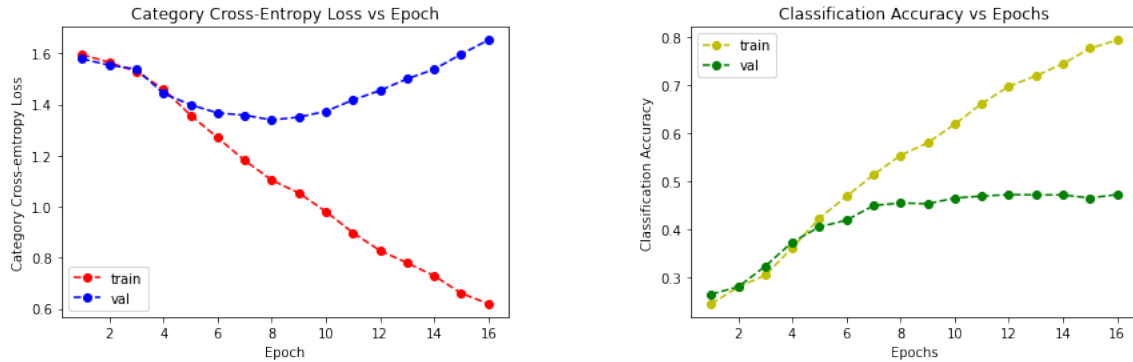 Category Cross-Entropy Loss vs Epoch
Category Cross-emtropy Loss
1.6
1.4
1.2
1.0
0.8
0.6
train
val
2 4 6 8 10 12 14 16
Epoch
Classification Accuracy vs Epochs
Classification Accuracy
0.8
0.7
0.6
0.5
0.4
0.3
train
val
2 4 6 8 10 12 14 16
Epochs